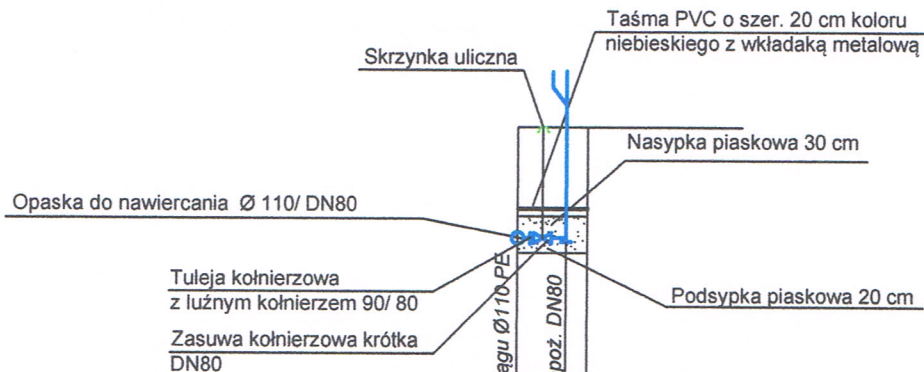 Taśma PVC o szer. 20 cm koloru
niebieskiego z wkładaką metalową
Skrzynka uliczna
Nasypka piaskowa 30 cm
Opaska do nawiercania Ø 110/ DN80
Tuleja kołnierzowa
z luźnym kołnierzem 90/ 80
Podsypka piaskowa 20 cm
Zasuwa kołnierzowa krótka
DN80
ągu Ø110 PE
poż. DN80